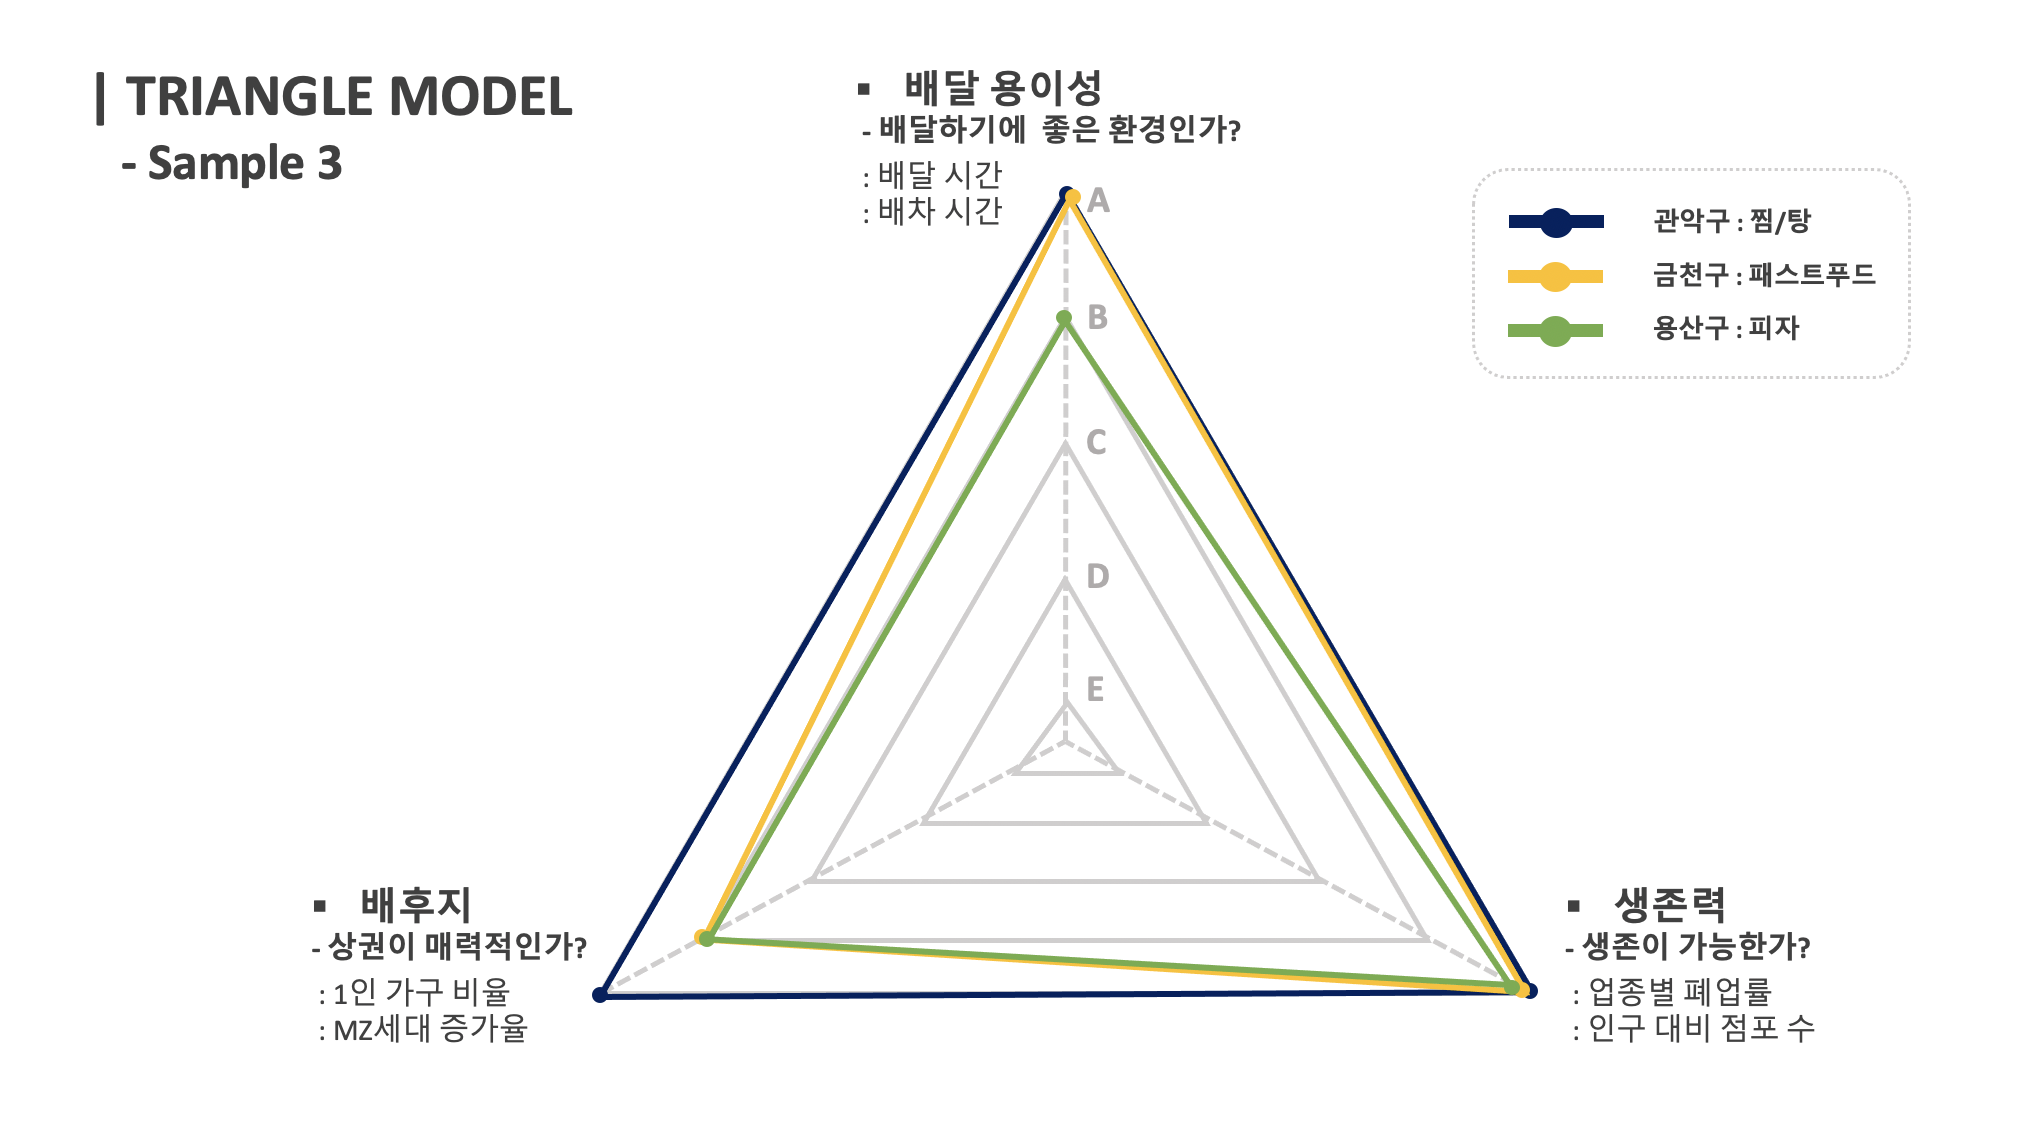 | TRIANGLE MODEL
- Sample 3
▪ 배달 용이성
- 배달하기에 좋은 환경인가?
: 배달 시간
: 배차 시간
A
B
C
D
E
관악구 : 찜/탕
금천구 : 패스트푸드
용산구 : 피자
▪ 배후지
- 상권이 매력적인가?
: 1인 가구 비율
: MZ세대 증가율
▪ 생존력
- 생존이 가능한가?
: 업종별 폐업률
: 인구 대비 점포 수